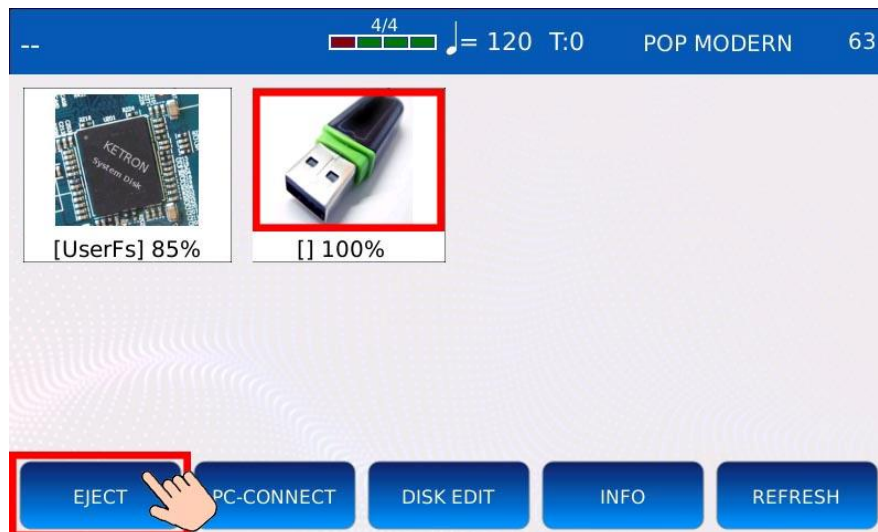 --
4/4
♩= 120 T:0 POP MODERN 63
KETRON
System Disk
[UserFs] 85%
[] 100%
EJECT
PC-CONNECT
DISK EDIT
INFO
REFRESH